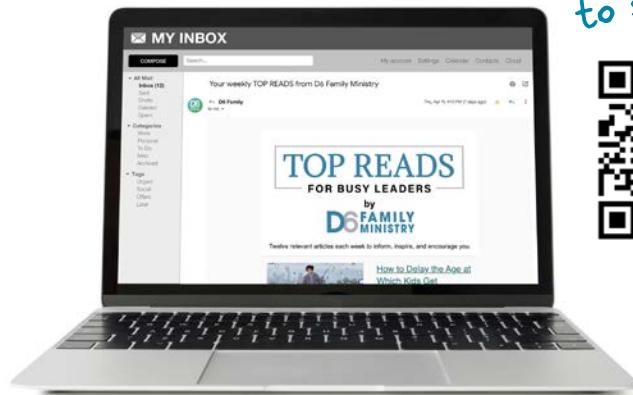 to
MY INBOX
COMPOSE
Search...
My account Settings Calendar Contacts Cloud
All Mail
Inbox (12)
Sent
Drafts
Deleted
Spam
Categories
Work
Personal
To Do
Misc
Archived
Tags
Urgent
Social
Offers
Later
Your weekly TOP READS from D6 Family Ministry
D6 Family
to me
TOP READS
FOR BUSY LEADERS
by
D6 FAMILY
MINISTRY
Twelve relevant articles each week to inform, inspire, and encourage you.
How to Delay the Age at
Which Kids Get